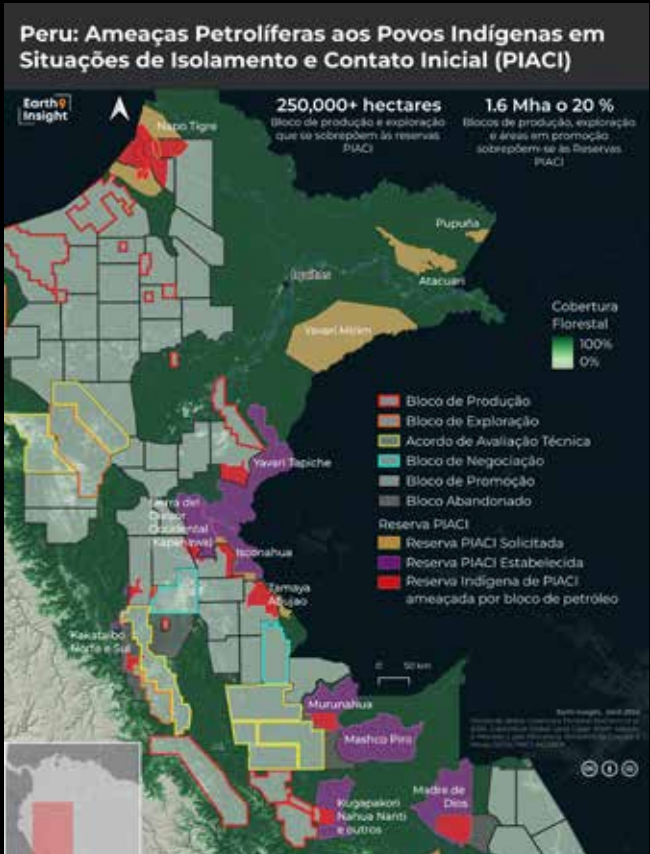 Peru: Ameaças Petrolíferas aos Povos Indígenas em
Situações de Isolamento e Contato Inicial (PIACI)
Earth
Insight
250,000+ hectares
Bloco de produção e exploração
que se sobrepõem às reservas
PIACI
1.6 Mha o 20 %
Blocos de produção, exploração
e áreas em promoção
sobrepõem-se às Reservas
PIACI
Napo Tigre
Pupuña
Iquitos
Atacuari
Yavari Mirim
Cobertura
Florestal
100%
0%
Bloco de Produção
Bloco de Exploração
Acordo de Avaliação Técnica
Bloco de Negociação
Bloco de Promoção
Bloco Abandonado
Reserva PIACI
Reserva PIACI Solicitada
Reserva PIACI Estabelecida
Reserva Indígena de PIACI
ameaçada por bloco de petróleo
Yavari Tapiche
Sierra del
Divisor
Occidental
Isconahua
Tamaya
Abujao
Kakataibo
Norte e Sul
0 50 km
Murunahua
Mashco Piro
Kugapakori
Nahua Nanti
e outros
Madre de
Dios